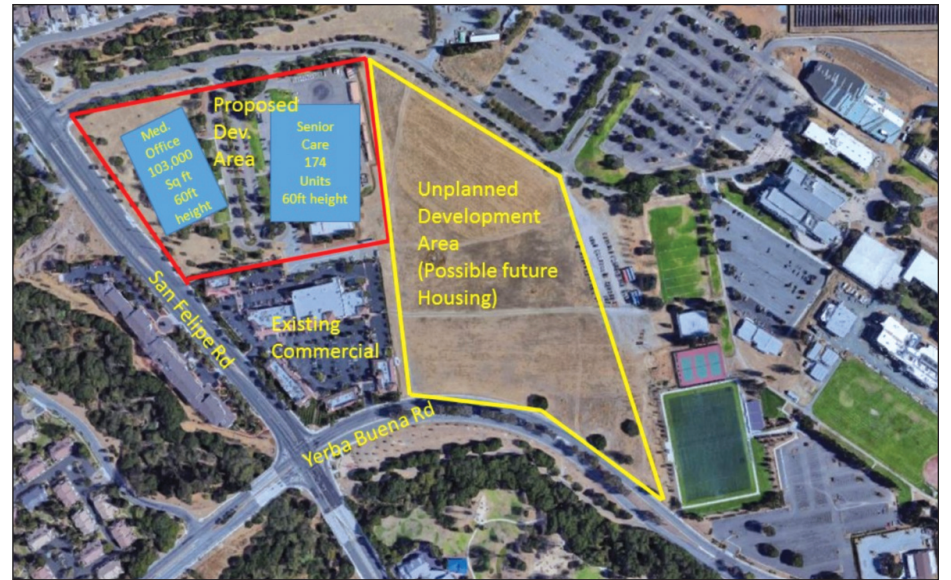 Proposed
Dev.
Area
Med.
Office
103,000
Sq ft
60ft
height
Senior
Care
174
Units
60ft height
Unplanned
Development
Area
(Possible future
Housing)
San Felipe Rd
Existing
Commercial
Yerba Buena Rd